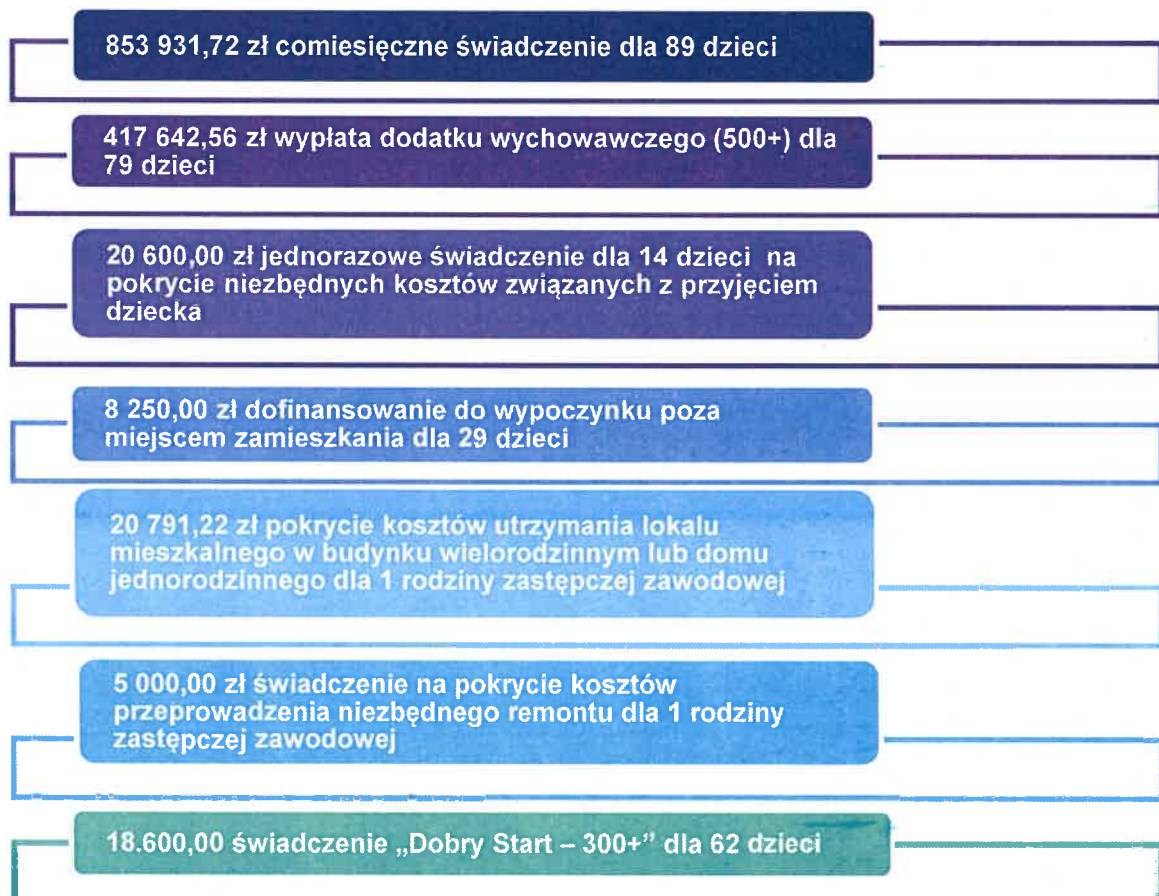 853 931,72 zł comiesięczne świadczenie dla 89 dzieci
417 642,56 zł wypłata dodatku wychowawczego (500+) dla
79 dzieci
20 600,00 zł jednorazowe świadczenie dla 14 dzieci na
pokrycie niezbędnych kosztów związanych z przyjęciem
dziecka
8 250,00 zł dofinansowanie do wypoczynku poza
miejscem zamieszkania dla 29 dzieci
20 791,22 zł pokrycie kosztów utrzymania lokalu
mieszkalnego w budynku wielorodzinnym lub domu
jednorodzinnego dla 1 rodziny zastępczej zawodowej
5 000,00 zł świadczenie na pokrycie kosztów
przeprowadzenia niezbędnego remontu dla 1 rodziny
zastępczej zawodowej
18.600,00 świadczenie „Dobry Start – 300+” dla 62 dzieci